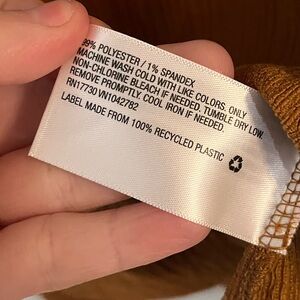 99% POLYESTER / 1% SPANDEX
MACHINE WASH COLD WITH LIKE COLORS. ONLY
NON-CHLORINE BLEACH IF NEEDED. TUMBLE DRY LOW.
REMOVE PROMPTLY. COOL IRON IF NEEDED.
RN17730 VN1042782
LABEL MADE FROM 100% RECYCLED PLASTIC